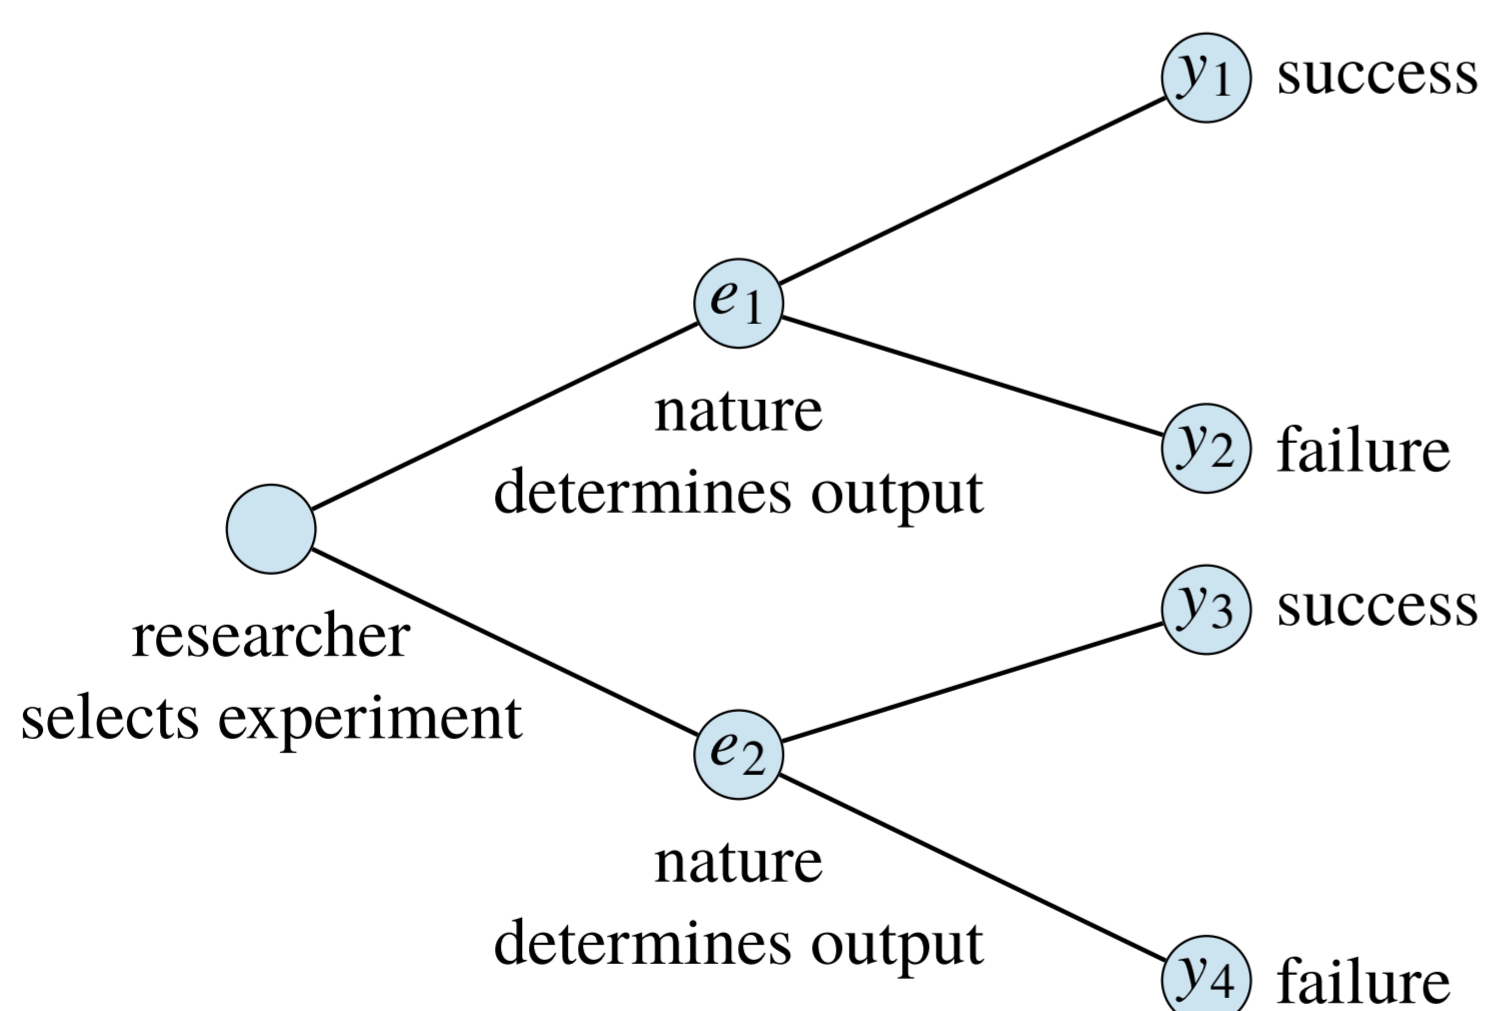 y1 success
e1
nature
determines output
y2 failure
researcher
selects experiment
y3 success
e2
nature
determines output
y4 failure